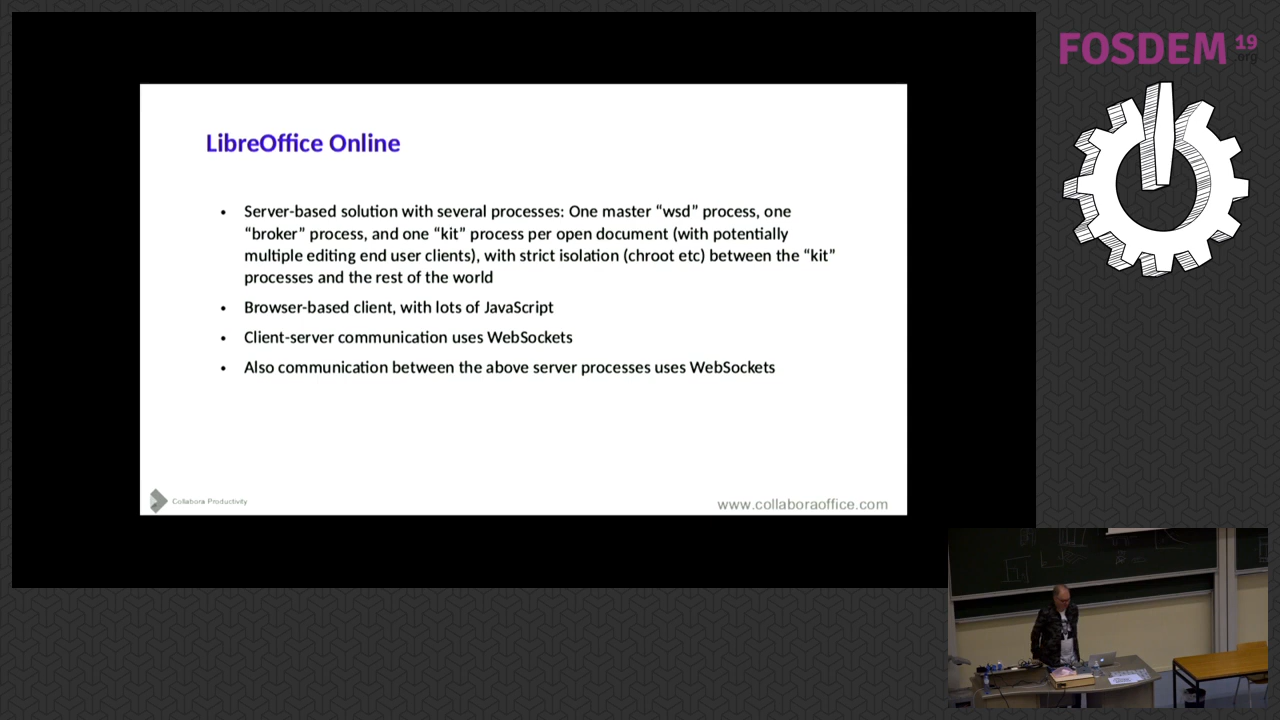 FOSDEM 19
.org
LibreOffice Online
• Server-based solution with several processes: One master “wsd” process, one
“broker” process, and one “kit” process per open document (with potentially
multiple editing end user clients), with strict isolation (chroot etc) between the “kit”
processes and the rest of the world
• Browser-based client, with lots of JavaScript
• Client-server communication uses WebSockets
• Also communication between the above server processes uses WebSockets
Collabora Productivity
www.collaboraoffice.com